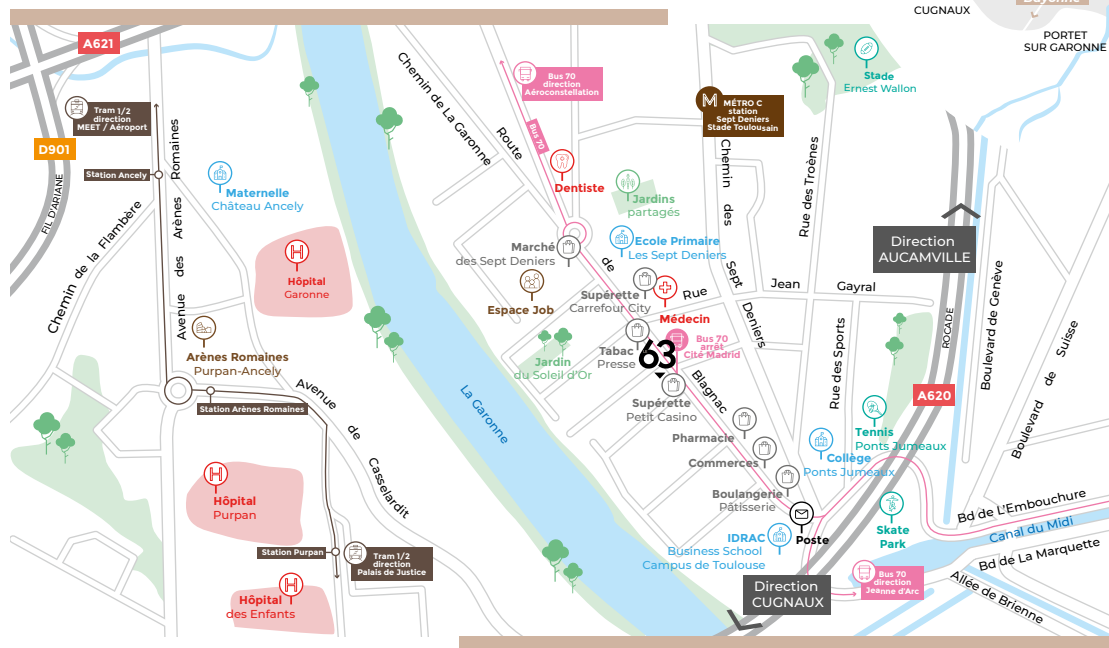 CUGNAUX
Bayonne
PORTET
SUR GARONNE
A621
Tram 1/2
direction
MEET / Aéroport
D901
FIL D'ARIANE
Station Ancely
Avenue des Arènes Romaines
Chemin de la Flambère
Maternelle
Château Ancely
Hôpital
Garonne
Arènes Romaines
Purpan-Ancely
Station Arènes Romaines
Avenue de Casselardit
Hôpital
Purpan
Station Purpan
Tram 1/2
direction
Palais de Justice
Hôpital
des Enfants
La Garonne
Chemin de La Garonne
Bus 70
direction
Aéroconstellation
Bus 70
Route de Blagnac
Dentiste
Jardins
partagés
Marché
des Sept Deniers
Ecole Primaire
Les Sept Deniers
Espace Job
Supérette
Carrefour City
Médecin
Rue Jean Gayral
Tabac
Presse
63
Bus 70
arrêt
Cité Madrid
Jardin
du Soleil d'Or
Supérette
Petit Casino
Pharmacie
Commerces
Boulangerie
Pâtisserie
Poste
IDRAC
Business School
Campus de Toulouse
MÉTRO C
station
Sept Deniers
Stade Toulousain
Chemin des Sept Deniers
Rue des Troènes
Stade
Ernest Wallon
Direction
AUCAMVILLE
Rue des Sports
ROCADE
A620
Boulevard de Genève
Boulevard de Suisse
Tennis
Ponts Jumeaux
Collège
Ponts Jumeaux
Skate
Park
Bd de L'Embouchure
Canal du Midi
Bd de La Marquette
Allée de Brienne
Bus 70
direction
Jeanne d'Arc
Direction
CUGNAUX